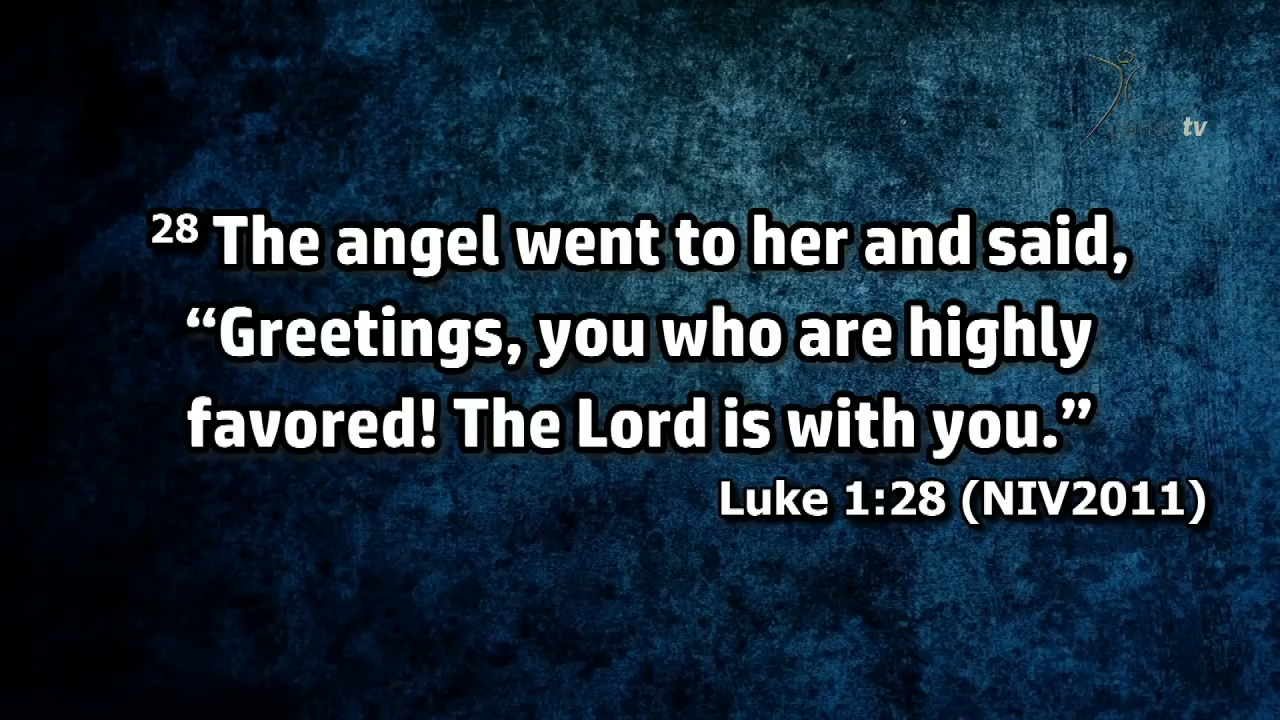 tv
28 The angel went to her and said,
“Greetings, you who are highly
favored! The Lord is with you.”
Luke 1:28 (NIV2011)